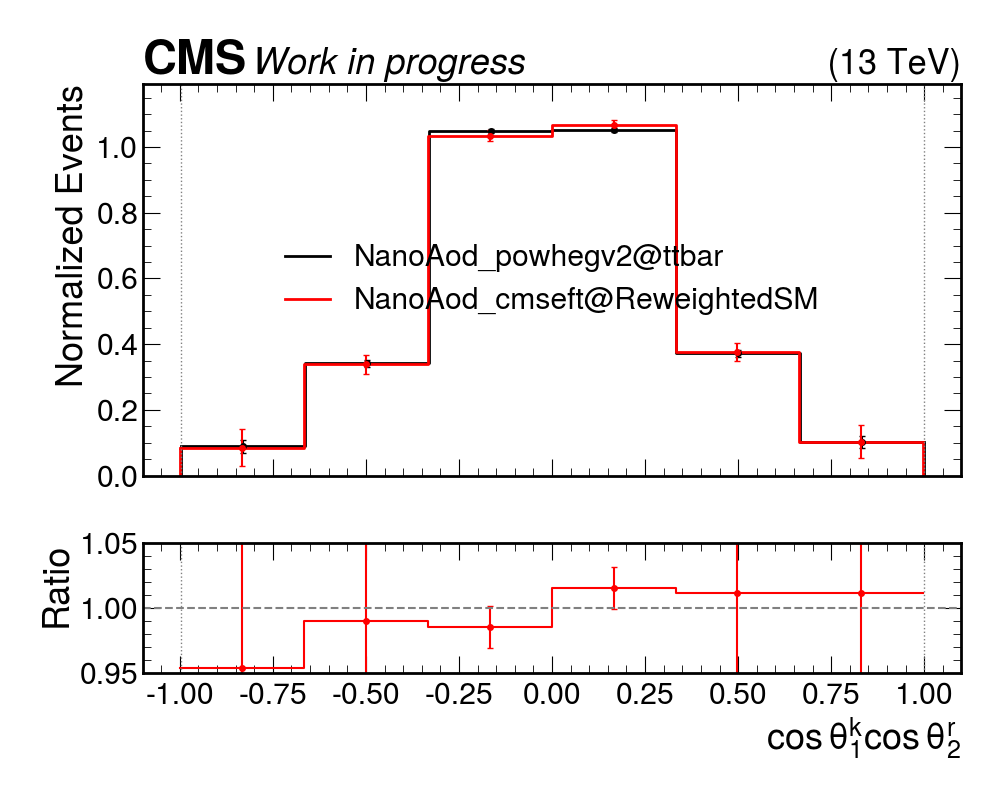 CMS Work in progress (13 TeV)
Normalized Events
1.0
0.8
0.6
0.4
0.2
0.0
NanoAod_powhegv2@ttbar
NanoAod_cmseft@ReweightedSM
Ratio
1.05
1.00
0.95
-1.00 -0.75 -0.50 -0.25 0.00 0.25 0.50 0.75 1.00
cos θ₁ᵏcos θ₂ʳ